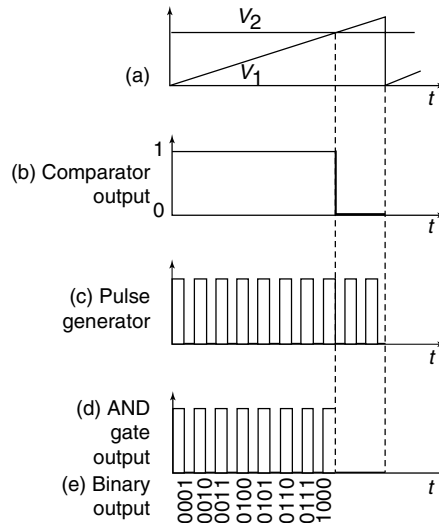 V2
(a)
V1
t
1
(b) Comparator
output
0
t
(c) Pulse
generator
t
(d) AND
gate
output
t
(e) Binary
output
0001
0010
0011
0100
0101
0110
0111
1000